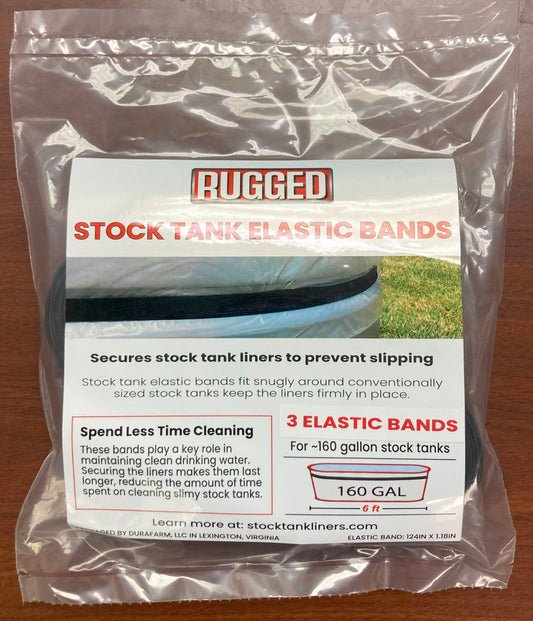 RUGGED
STOCK TANK ELASTIC BANDS
Secures stock tank liners to prevent slipping
Stock tank elastic bands fit snugly around conventionally
sized stock tanks keep the liners firmly in place.
Spend Less Time Cleaning
These bands play a key role in
maintaining clean drinking water.
Securing the liners makes them last
longer, reducing the amount of time
spent on cleaning slimy stock tanks.
3 ELASTIC BANDS
For ~160 gallon stock tanks
160 GAL
6 ft
Learn more at: stocktankliners.com
BY DURAFARM, LLC IN LEXINGTON, VIRGINIA
ELASTIC BAND: 124IN X 1.18IN